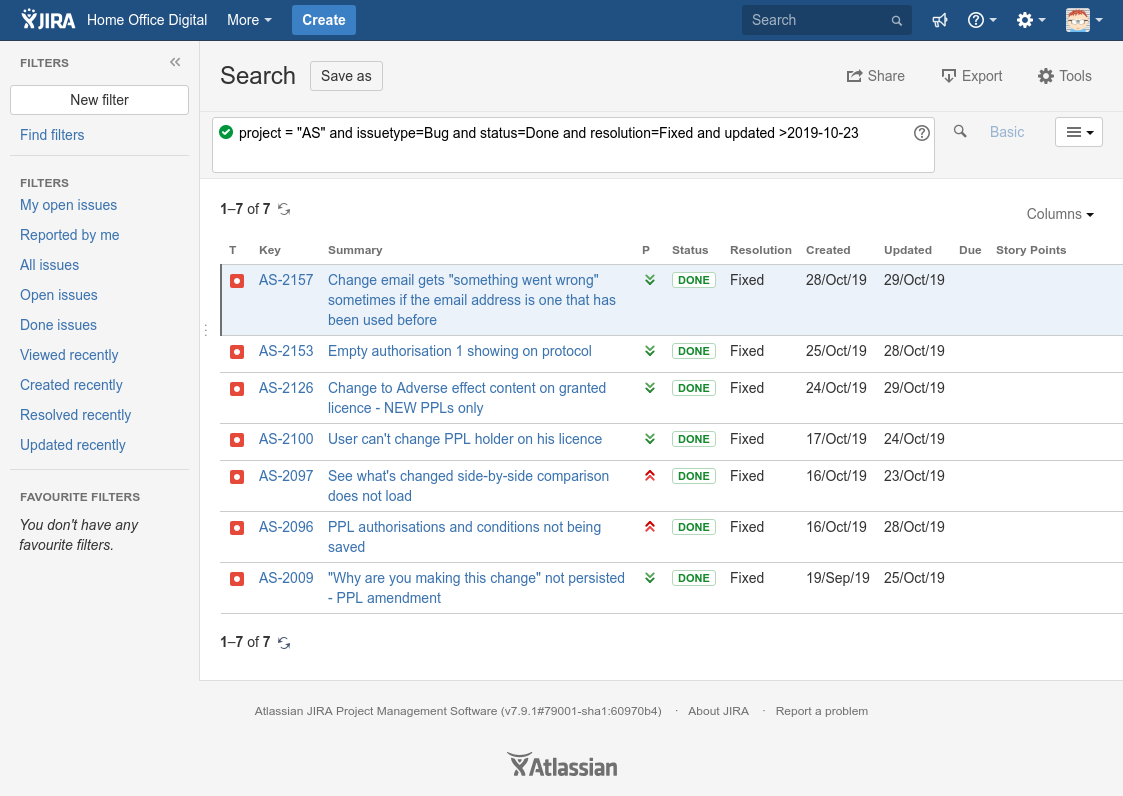 JIRA Home Office Digital More Create Search
FILTERS
New filter
Find filters
FILTERS
My open issues
Reported by me
All issues
Open issues
Done issues
Viewed recently
Created recently
Resolved recently
Updated recently
FAVOURITE FILTERS
You don't have any
favourite filters.
Search Save as Share Export Tools
project = "AS" and issuetype=Bug and status=Done and resolution=Fixed and updated >2019-10-23 Basic
1–7 of 7
Columns
T Key Summary P Status Resolution Created Updated Due Story Points
AS-2157 Change email gets "something went wrong" DONE Fixed 28/Oct/19 29/Oct/19
sometimes if the email address is one that has
been used before
AS-2153 Empty authorisation 1 showing on protocol DONE Fixed 25/Oct/19 28/Oct/19
AS-2126 Change to Adverse effect content on granted DONE Fixed 24/Oct/19 29/Oct/19
licence - NEW PPLs only
AS-2100 User can't change PPL holder on his licence DONE Fixed 17/Oct/19 24/Oct/19
AS-2097 See what's changed side-by-side comparison DONE Fixed 16/Oct/19 23/Oct/19
does not load
AS-2096 PPL authorisations and conditions not being DONE Fixed 16/Oct/19 28/Oct/19
saved
AS-2009 "Why are you making this change" not persisted DONE Fixed 19/Sep/19 25/Oct/19
- PPL amendment
1–7 of 7
Atlassian JIRA Project Management Software (v7.9.1#79001-sha1:60970b4) · About JIRA · Report a problem
Atlassian